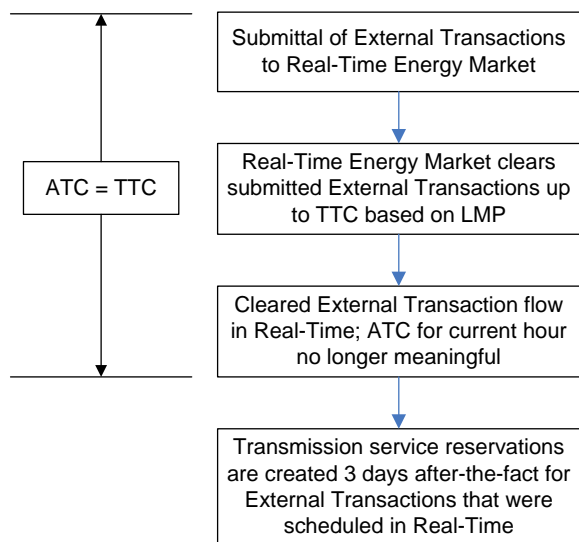 Submittal of External Transactions
to Real-Time Energy Market
ATC = TTC
Real-Time Energy Market clears
submitted External Transactions up
to TTC based on LMP
Cleared External Transaction flow
in Real-Time; ATC for current hour
no longer meaningful
Transmission service reservations
are created 3 days after-the-fact for
External Transactions that were
scheduled in Real-Time